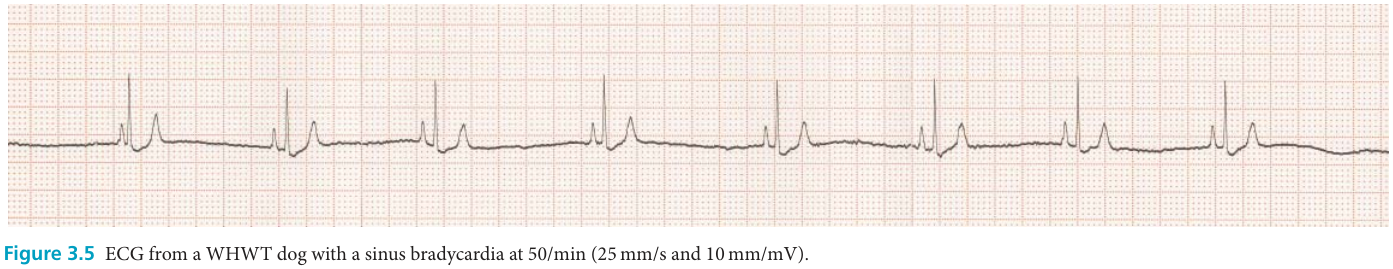 Figure 3.5 ECG from a WHWT dog with a sinus bradycardia at 50/min (25 mm/s and 10 mm/mV).